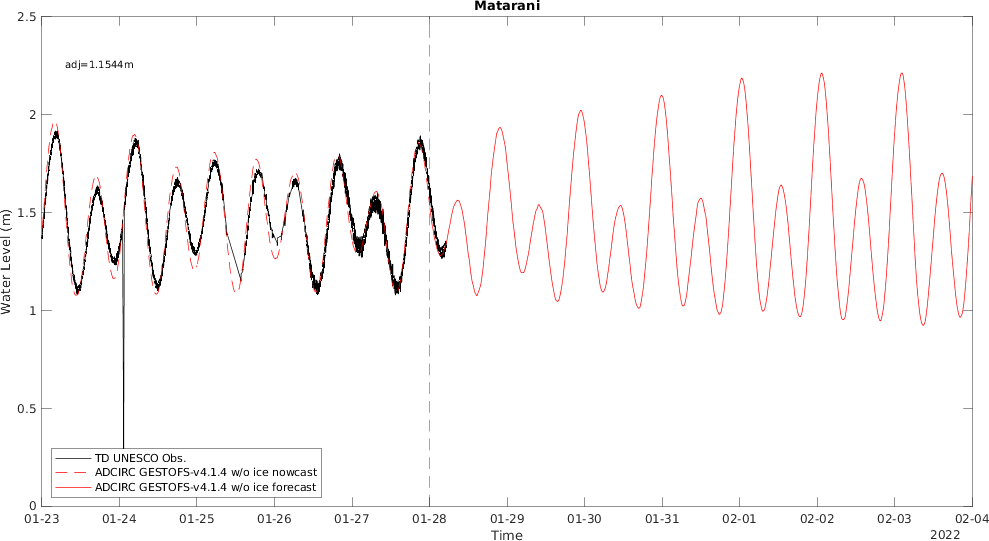 Matarani
2.5
adj=1.1544m
2
1.5
Water Level (m)
1
0.5
TD UNESCO Obs.
ADCIRC GESTOFS-v4.1.4 w/o ice nowcast
ADCIRC GESTOFS-v4.1.4 w/o ice forecast
0
01-23 01-24 01-25 01-26 01-27 01-28 01-29 01-30 01-31 02-01 02-02 02-03 02-04
Time
2022